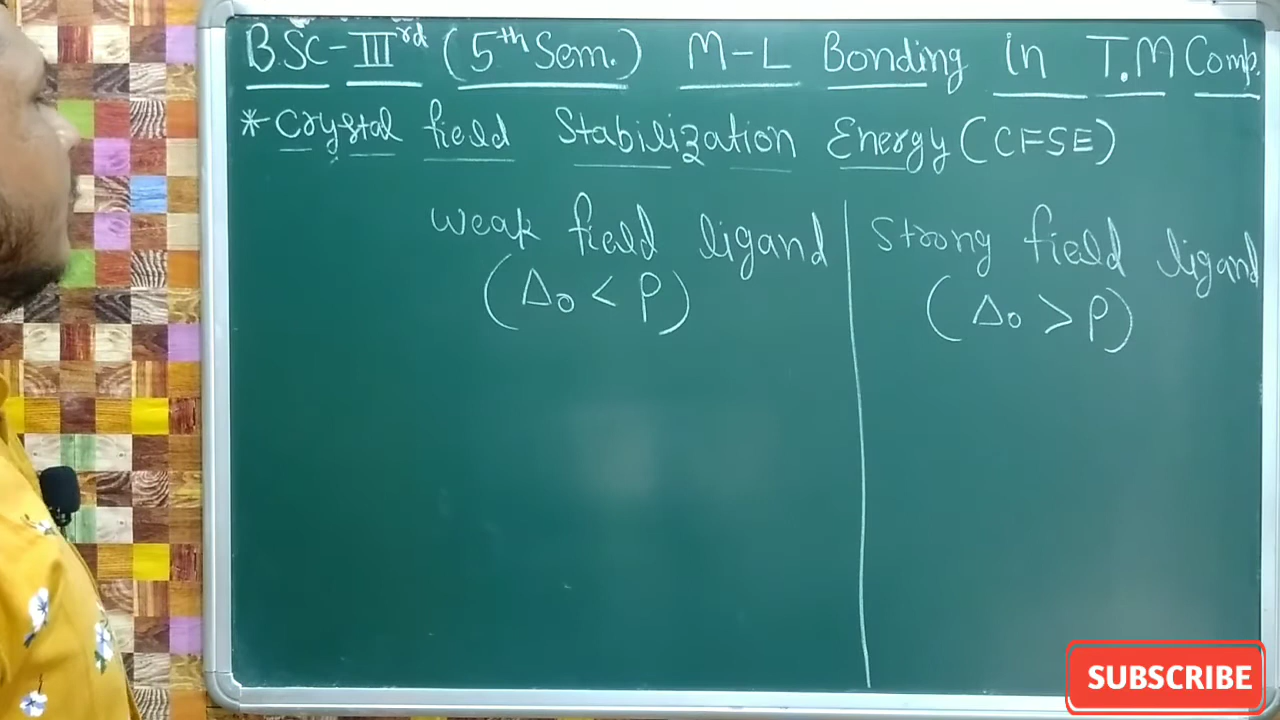 B.SC-IIIrd (5th Sem.) M-L Bonding in T.M Comp.
* Crystal field Stabilization Energy (CFSE)
weak field ligand
(Δo < P)
Strong field ligand
(Δo > P)
SUBSCRIBE